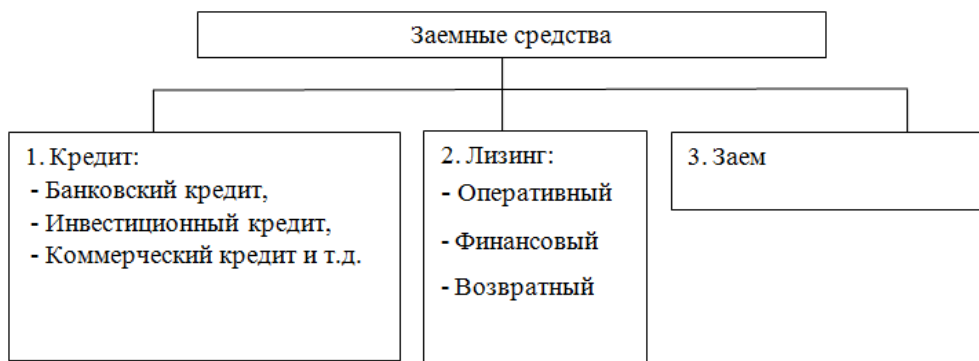 Заемные средства
1. Кредит:
- Банковский кредит,
- Инвестиционный кредит,
- Коммерческий кредит и т.д.
2. Лизинг:
- Оперативный
- Финансовый
- Возвратный
3. Заем